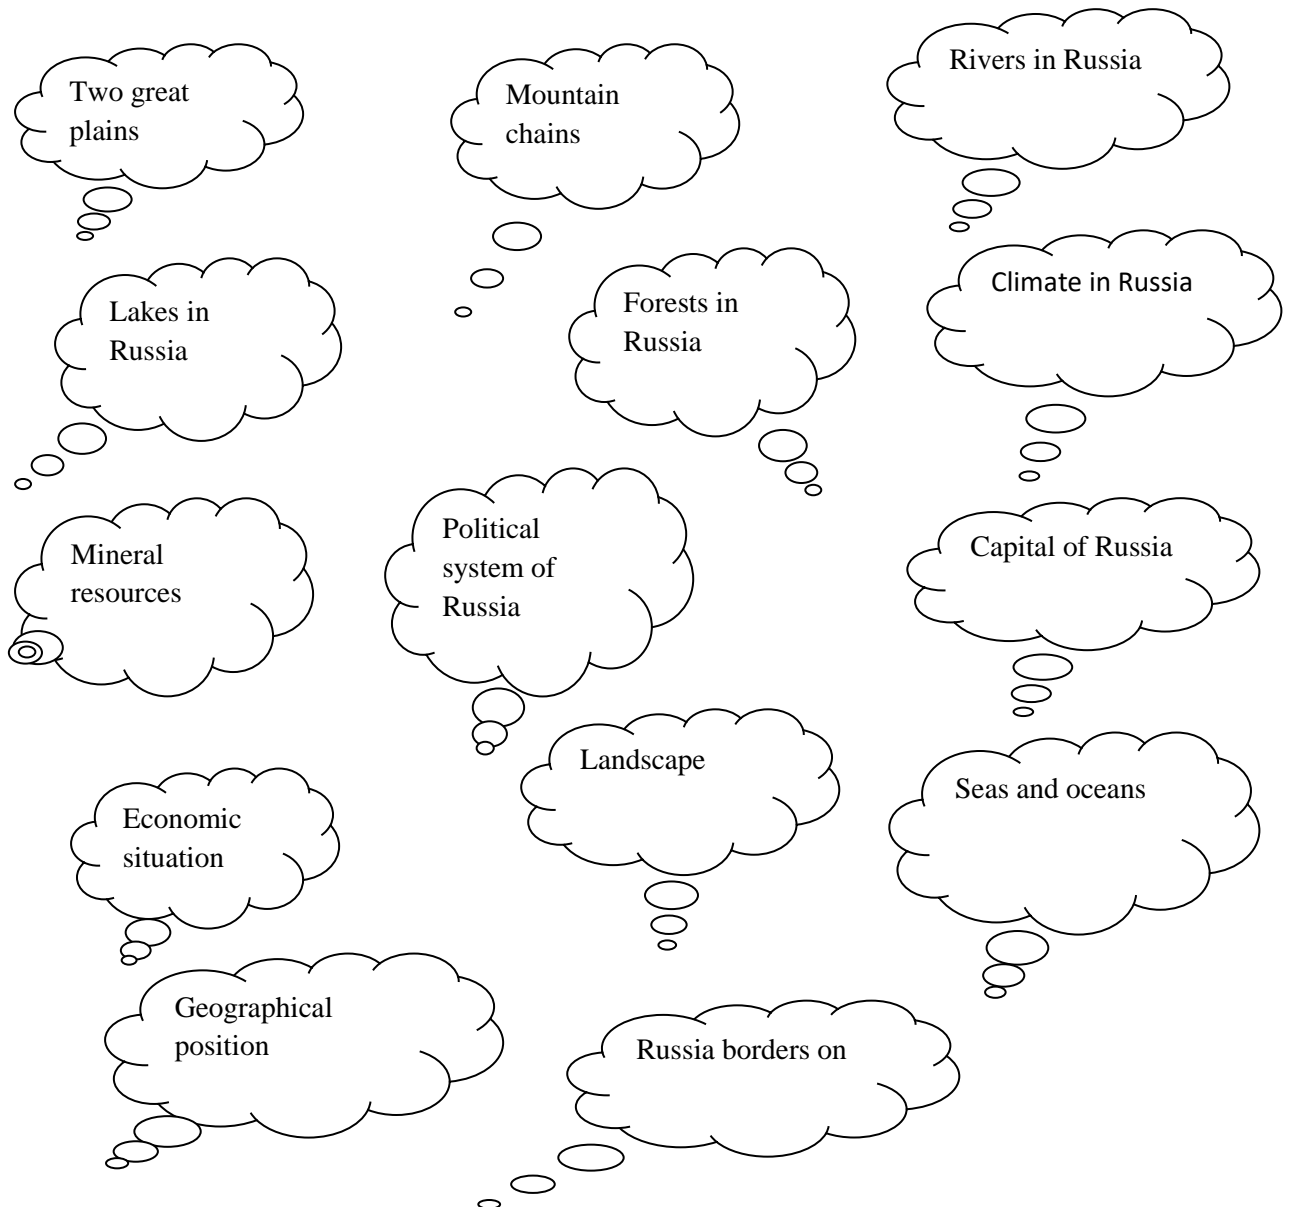 Two great
plains
Mountain
chains
Rivers in Russia
Lakes in
Russia
Forests in
Russia
Climate in Russia
Mineral
resources
Political
system of
Russia
Capital of Russia
Landscape
Seas and oceans
Economic
situation
Geographical
position
Russia borders on